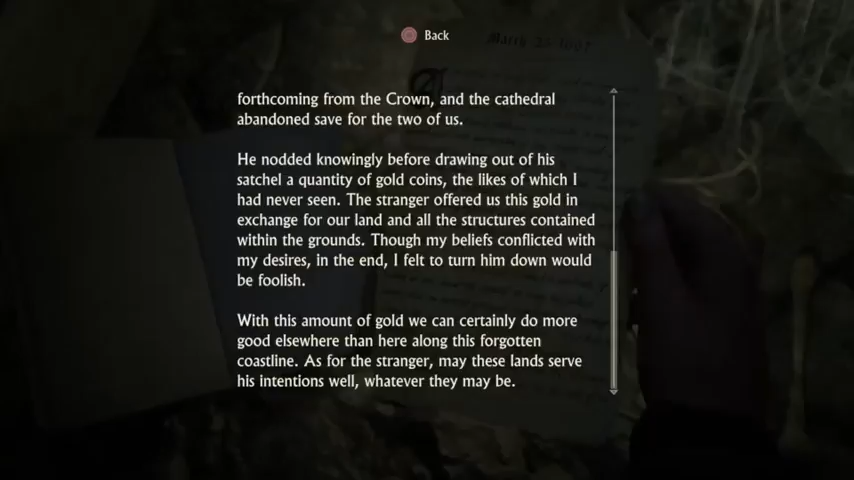 Back
forthcoming from the Crown, and the cathedral
abandoned save for the two of us.
He nodded knowingly before drawing out of his
satchel a quantity of gold coins, the likes of which I
had never seen. The stranger offered us this gold in
exchange for our land and all the structures contained
within the grounds. Though my beliefs conflicted with
my desires, in the end, I felt to turn him down would
be foolish.
With this amount of gold we can certainly do more
good elsewhere than here along this forgotten
coastline. As for the stranger, may these lands serve
his intentions well, whatever they may be.